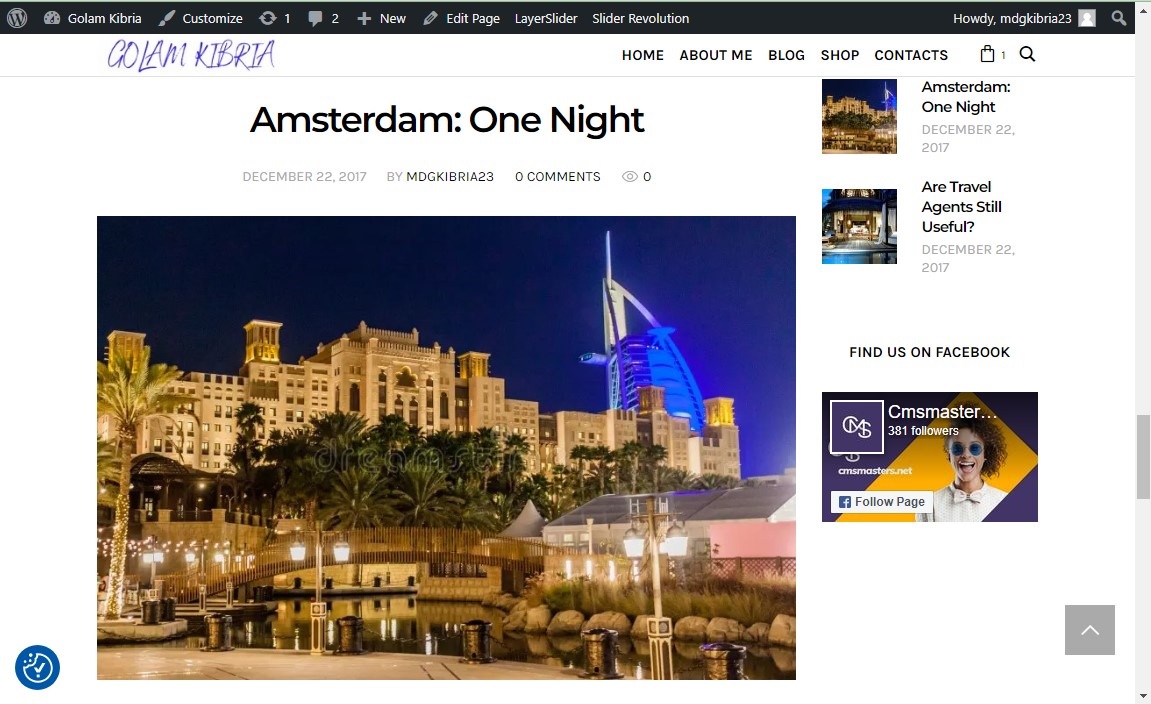 Golam Kibria Customize 1 2 New Edit Page LayerSlider Slider Revolution Howdy, mdgkibria23
GOLAM KIBRIA
HOME ABOUT ME BLOG SHOP CONTACTS 1
Amsterdam: One Night
DECEMBER 22, 2017 BY MDGKIBRIA23 0 COMMENTS 0
dreamstime
Amsterdam:
One Night
DECEMBER 22,
2017
Are Travel
Agents Still
Useful?
DECEMBER 22,
2017
FIND US ON FACEBOOK
Cmsmaster...
381 followers
cmsmasters.net
Follow Page